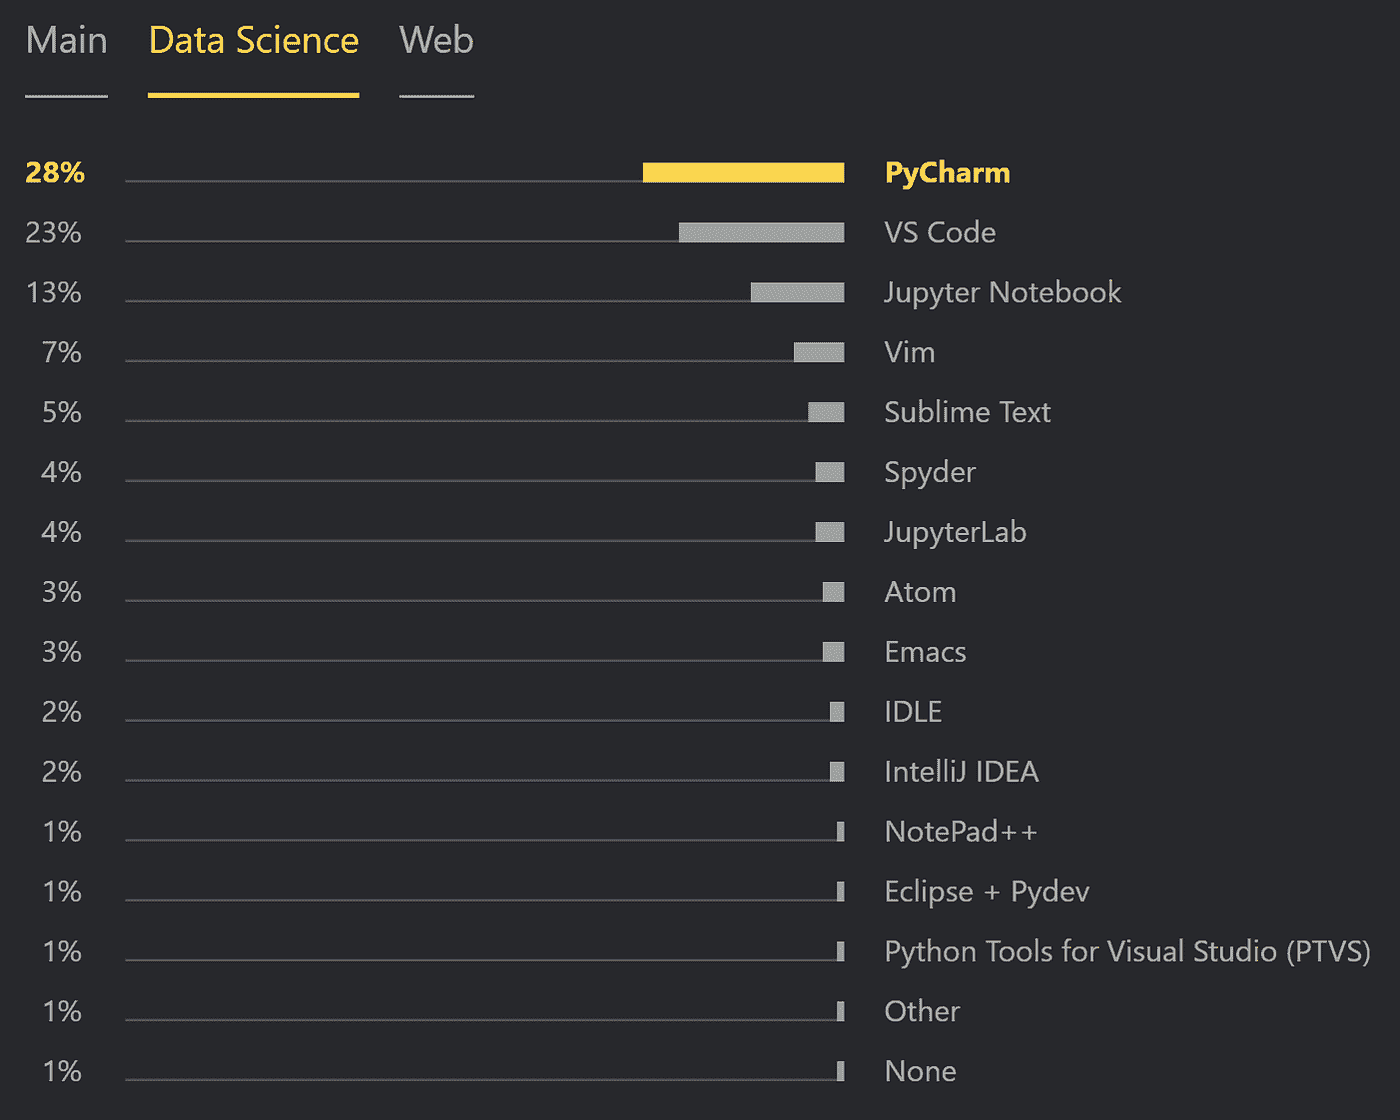 Main Data Science Web
28% PyCharm
23% VS Code
13% Jupyter Notebook
7% Vim
5% Sublime Text
4% Spyder
4% JupyterLab
3% Atom
3% Emacs
2% IDLE
2% IntelliJ IDEA
1% NotePad++
1% Eclipse + Pydev
1% Python Tools for Visual Studio (PTVS)
1% Other
1% None